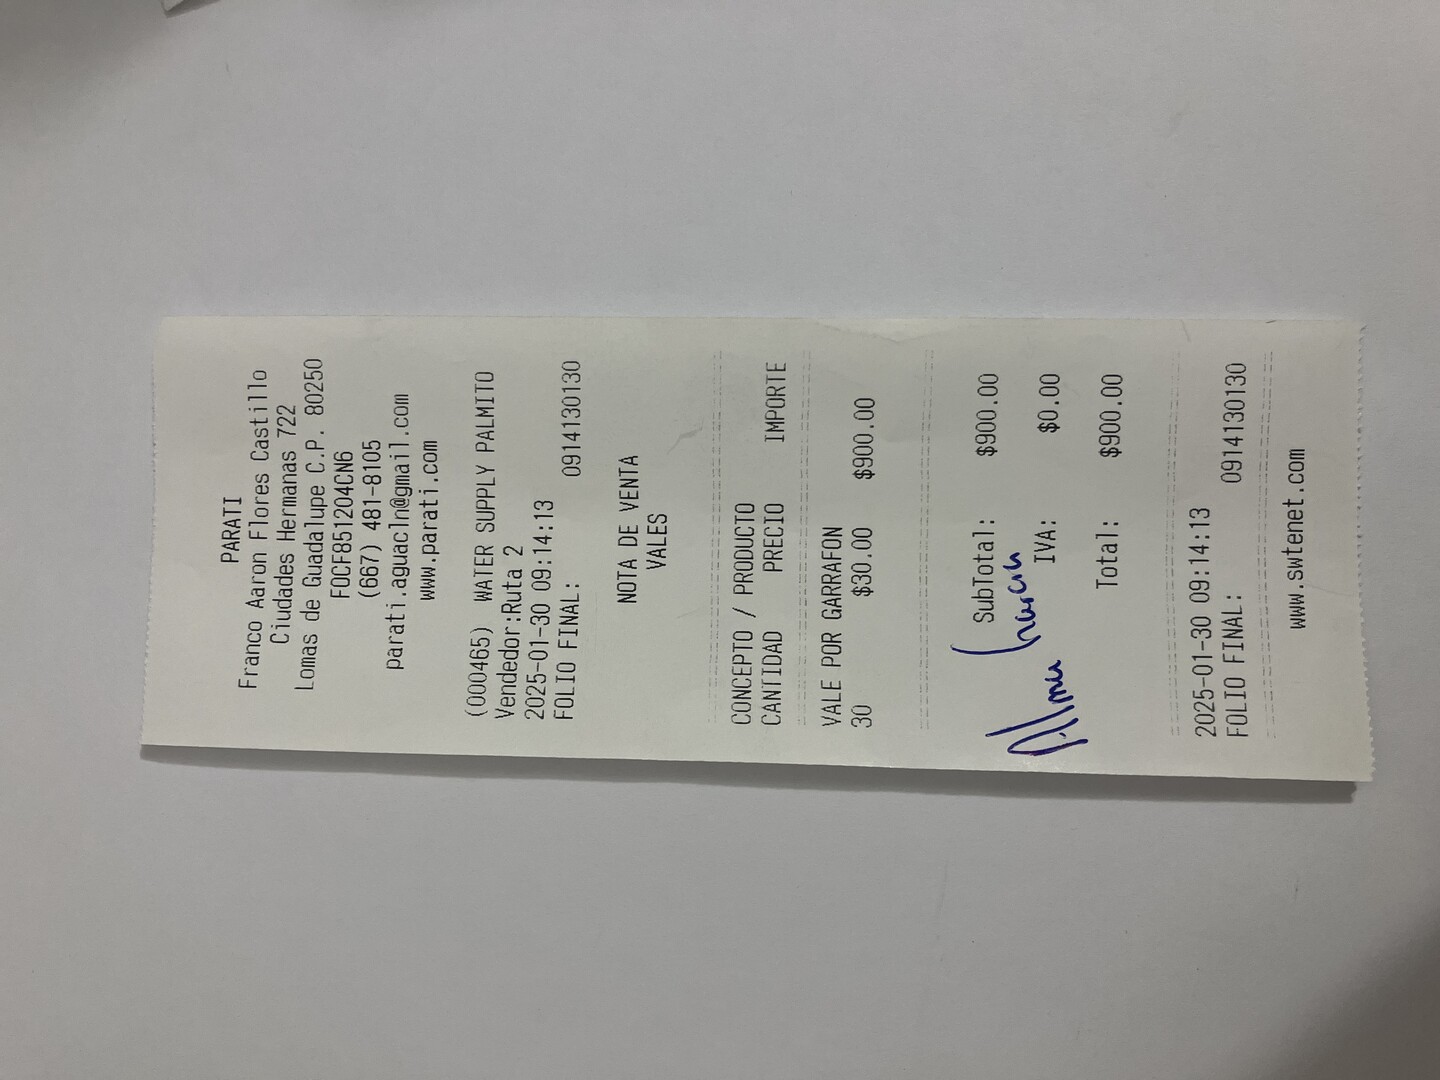 PARATI
Franco Aaron Flores Castillo
Ciudades Hermanas 722
Lomas de Guadalupe C.P. 80250
FOCF851204CN6
(667) 481-8105
parati.aguacln@gmail.com
www.parati.com
(000465) WATER SUPPLY PALMITO
Vendedor:Ruta 2
2025-01-30 09:14:13
FOLIO FINAL: 0914130130
NOTA DE VENTA
VALES
CONCEPTO / PRODUCTO
CANTIDAD PRECIO IMPORTE
VALE POR GARRAFON
30 $30.00 $900.00
SubTotal: $900.00
Alma García
IVA: $0.00
Total: $900.00
2025-01-30 09:14:13
FOLIO FINAL: 0914130130
www.swtenet.com